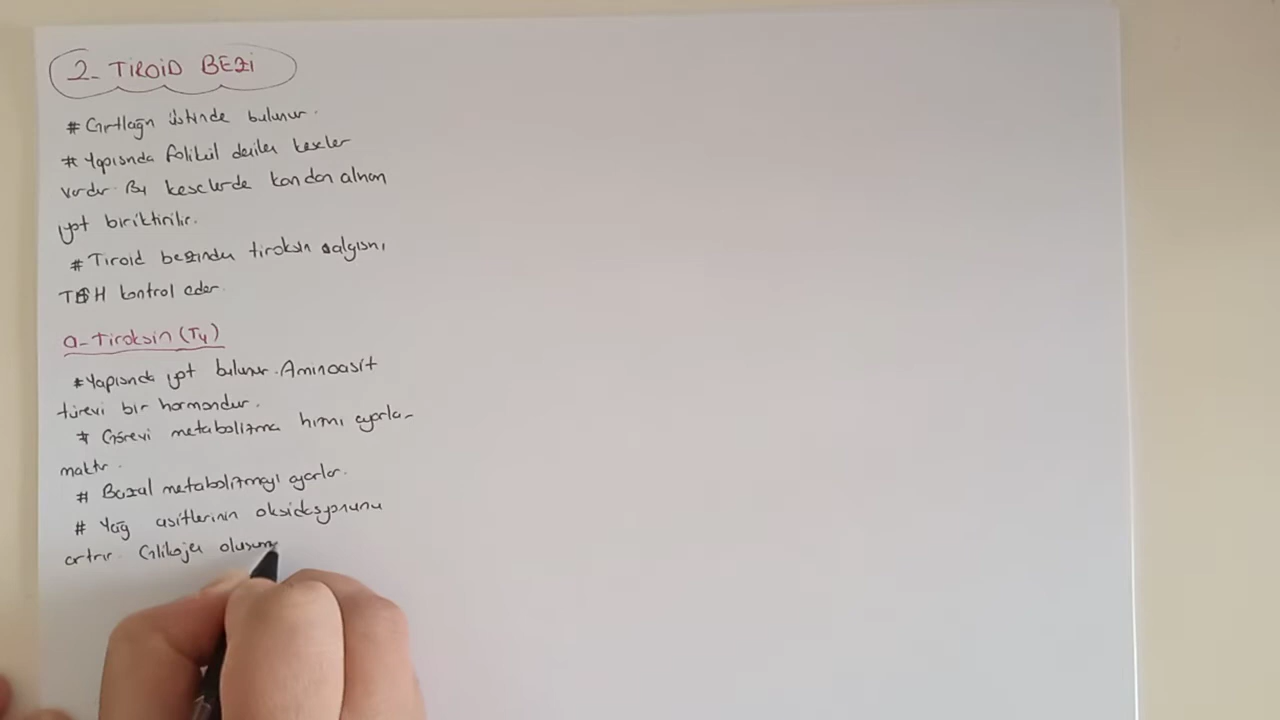 2- TİROİD BEZİ
# Gırtlağın üstünde bulunur.
# Yapısında folikül denilen keseler
vardır. Bu keselerde kandan alınan
iyot biriktirilir.
# Tiroid bezinden tiroksin salgısını
TSH kontrol eder.
a- Tiroksin (T4)
# Yapısında iyot bulunur. Aminoasit
türevi bir hormondur.
# Görevi metabolizma hızını ayarla-
maktır.
# Bazal metabolizmayı ayarlar.
# Yağ asitlerinin oksidasyonunu
artırır. Glikojen oluşum